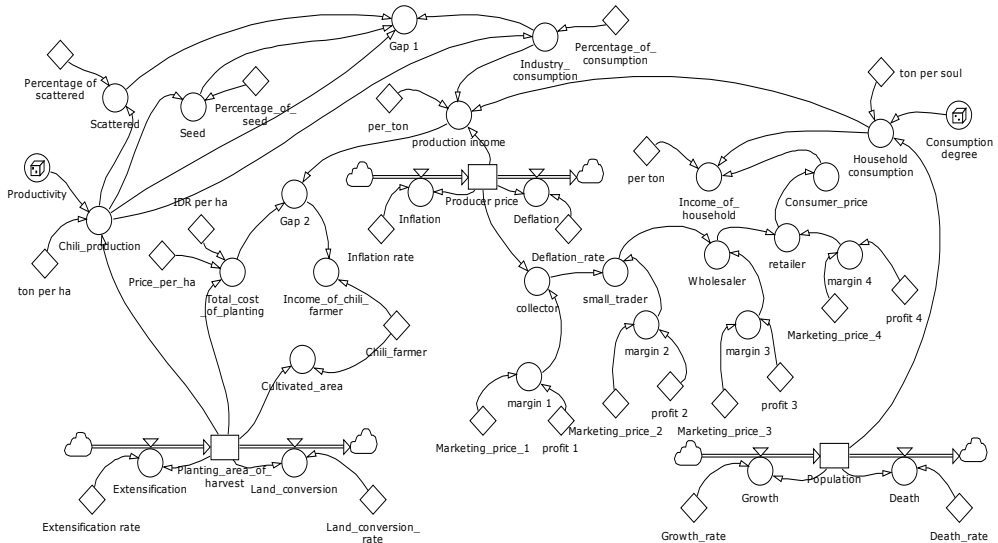 Gap 1
Percentage_of_
consumption
Industry_
consumption
Percentage of
scattered
Scattered
Seed
Percentage_of_
seed
ton per soul
per_ton
production income
Household
consumption
Consumption
degree
Productivity
per ton
Income_of_
household
Consumer_price
Producer price
Inflation
Deflation
Inflation rate
Deflation_rate
IDR per ha
Gap 2
Chili_production
ton per ha
Price_per_ha
Total_cost
_of_planting
Income_of_chili_
farmer
Chili_farmer
Cultivated_area
collector
small_trader
Wholesaler
retailer
margin 4
Marketing_price_4
profit 4
margin 2
margin 3
margin 1
profit 2
profit 3
Marketing_price_1
profit 1
Marketing_price_2
Marketing_price_3
Planting_area_of_
harvest
Extensification
Land_conversion
Extensification rate
Land_conversion_
rate
Population
Growth
Death
Growth_rate
Death_rate